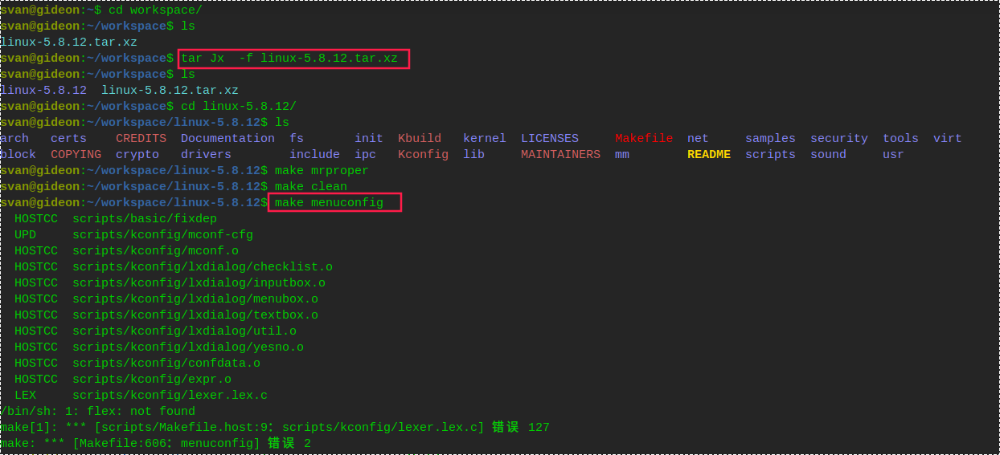 svan@gideon:~$ cd workspace/
svan@gideon:~/workspace$ ls
linux-5.8.12.tar.xz
svan@gideon:~/workspace$ tar Jx  -f linux-5.8.12.tar.xz
svan@gideon:~/workspace$ ls
linux-5.8.12  linux-5.8.12.tar.xz
svan@gideon:~/workspace$ cd linux-5.8.12/
svan@gideon:~/workspace/linux-5.8.12$ ls
arch   certs    CREDITS  Documentation  fs       init  Kbuild   kernel  LICENSES     Makefile  net     samples  security  tools  virt
block  COPYING  crypto   drivers        include  ipc   Kconfig  lib     MAINTAINERS  mm        README  scripts  sound     usr
svan@gideon:~/workspace/linux-5.8.12$ make mrproper
svan@gideon:~/workspace/linux-5.8.12$ make clean
svan@gideon:~/workspace/linux-5.8.12$ make menuconfig
  HOSTCC  scripts/basic/fixdep
  UPD     scripts/kconfig/mconf-cfg
  HOSTCC  scripts/kconfig/mconf.o
  HOSTCC  scripts/kconfig/lxdialog/checklist.o
  HOSTCC  scripts/kconfig/lxdialog/inputbox.o
  HOSTCC  scripts/kconfig/lxdialog/menubox.o
  HOSTCC  scripts/kconfig/lxdialog/textbox.o
  HOSTCC  scripts/kconfig/lxdialog/util.o
  HOSTCC  scripts/kconfig/lxdialog/yesno.o
  HOSTCC  scripts/kconfig/confdata.o
  HOSTCC  scripts/kconfig/expr.o
  LEX     scripts/kconfig/lexer.lex.c
/bin/sh: 1: flex: not found
make[1]: *** [scripts/Makefile.host:9：scripts/kconfig/lexer.lex.c] 错误 127
make: *** [Makefile:606：menuconfig] 错误 2